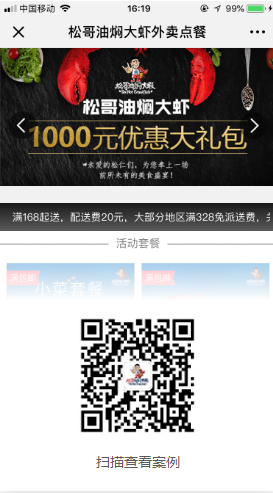 中国移动
16:19
99%
松哥油焖大虾外卖点餐
松哥油焖大虾
松哥油焖大虾
1000元优惠大礼包
*亲爱的松仁们，为您奉上一场
前所未有的美食盛宴！
满168起送，配送费20元，大部分地区满328免派送费，
活动套餐
小菜套餐
扫描查看案例